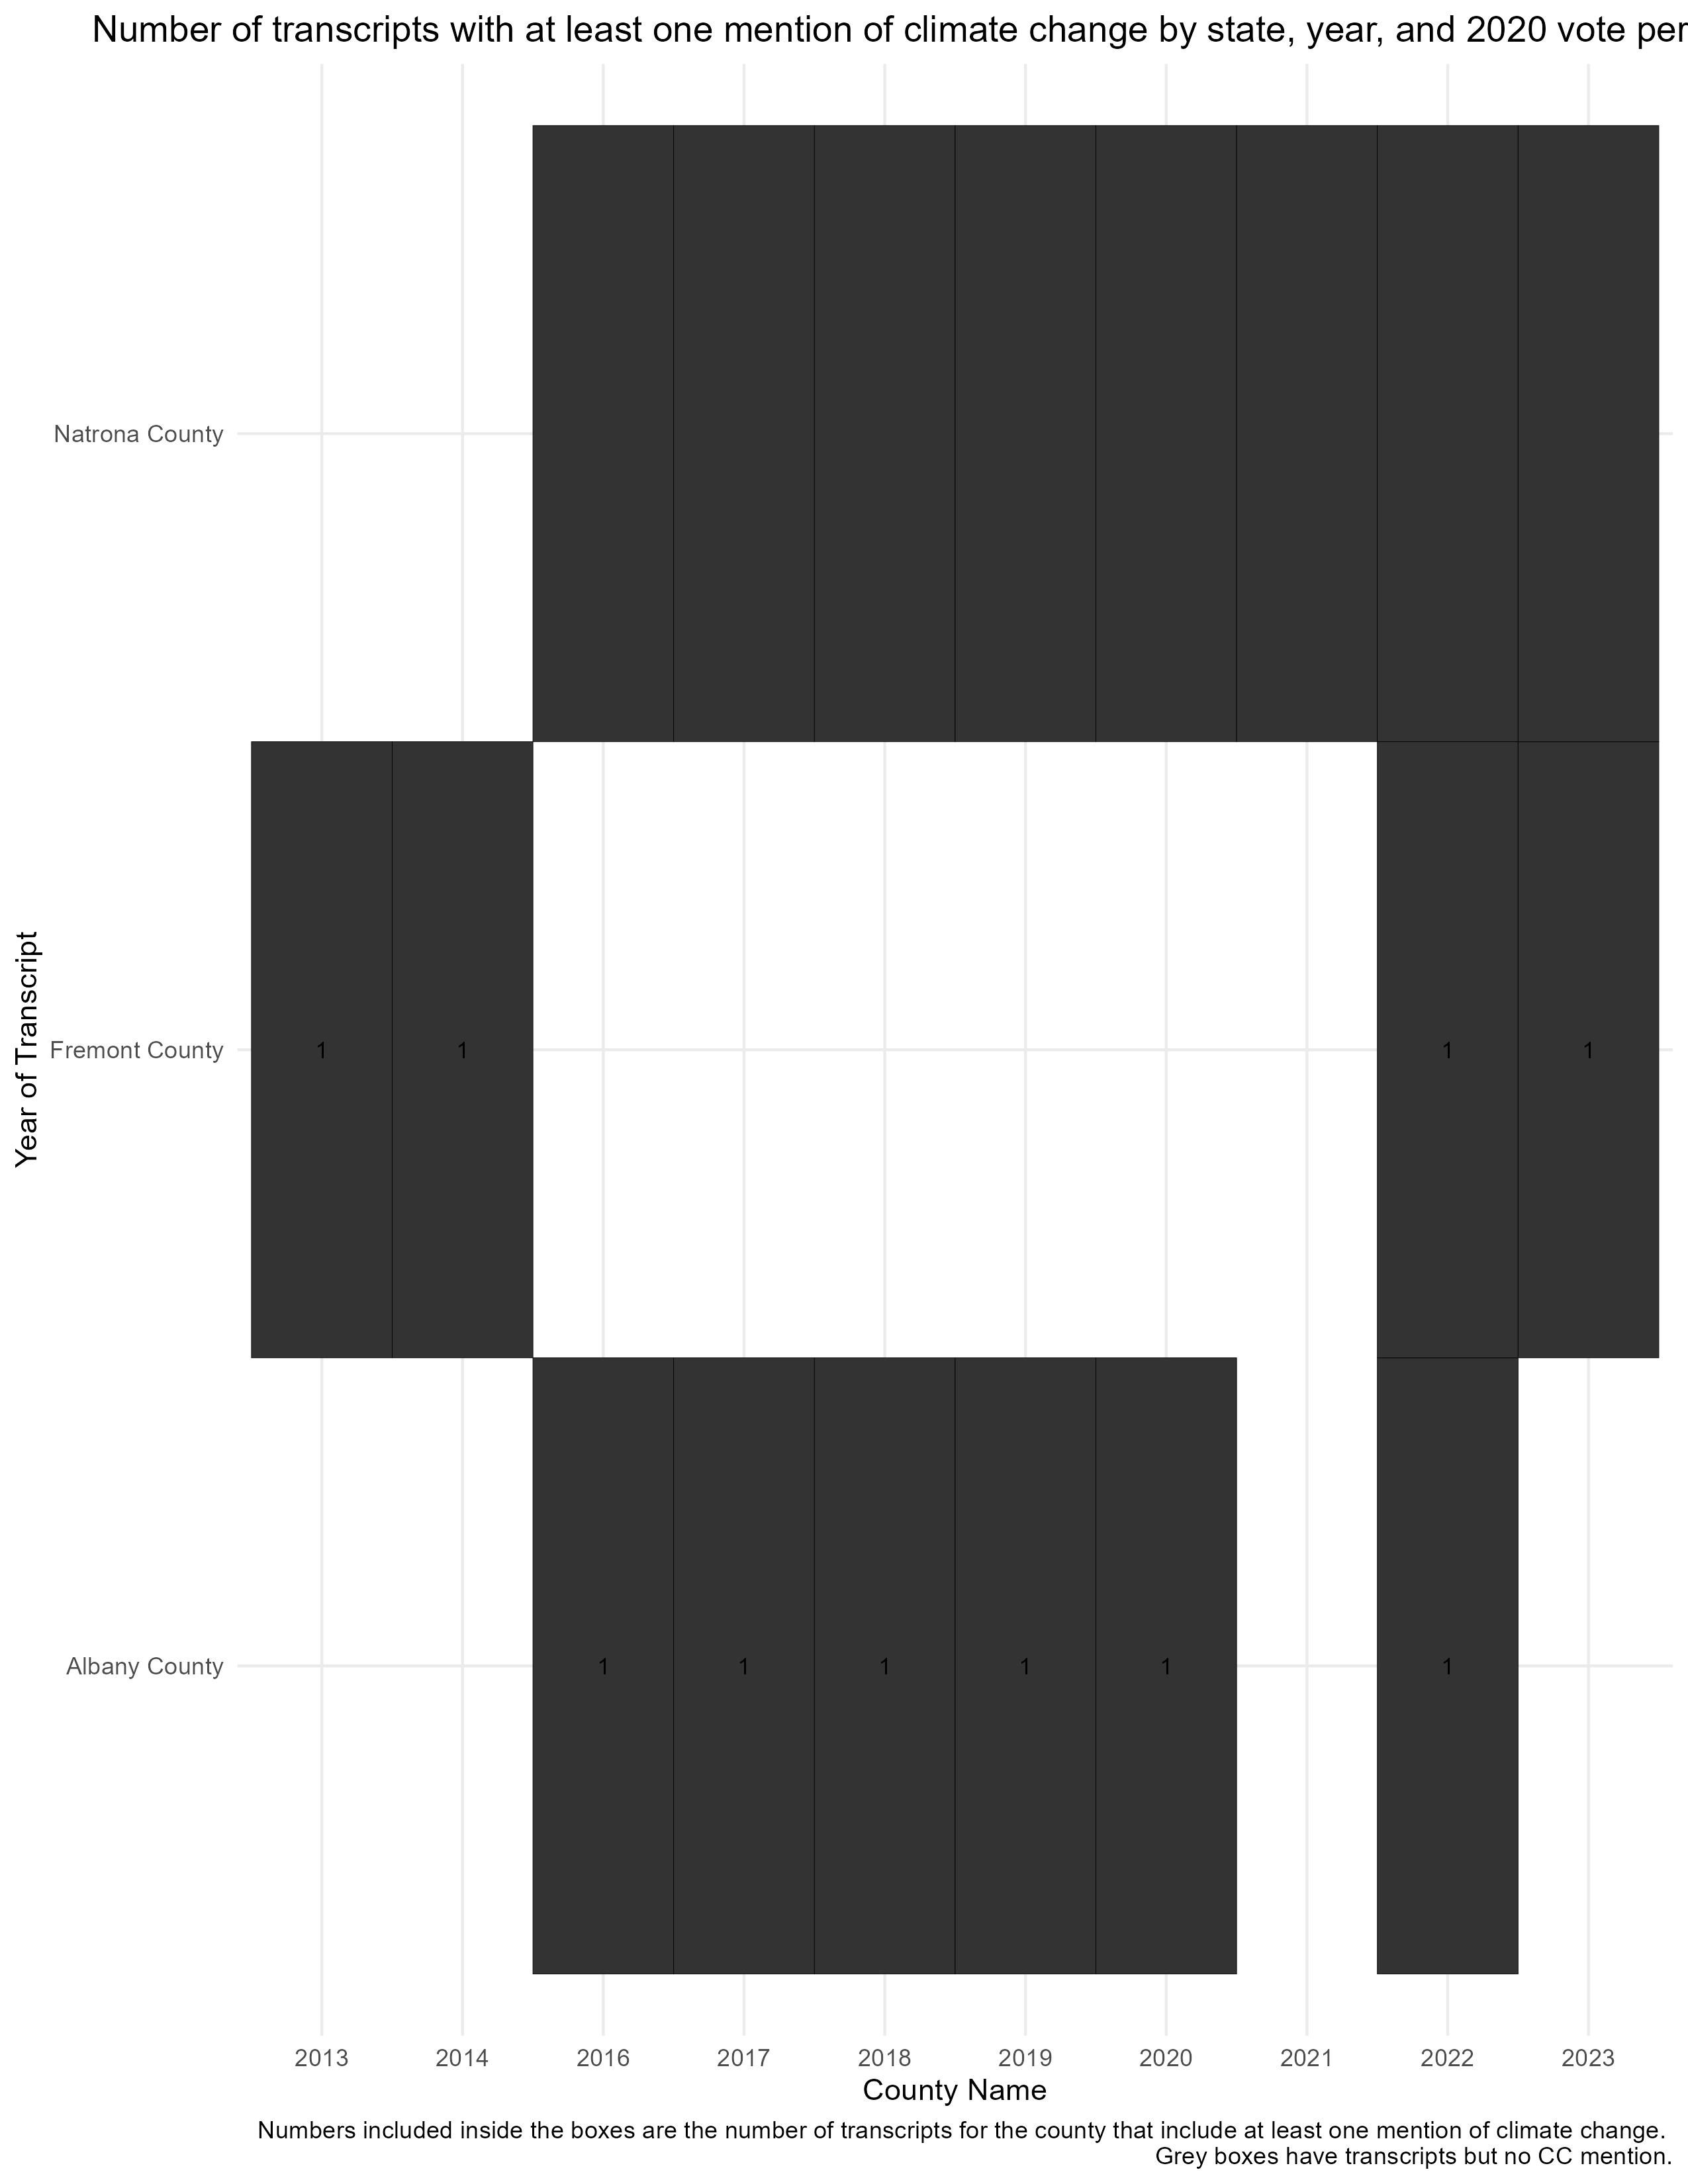 Number of transcripts with at least one mention of climate change by state, year, and 2020 vote
Natrona County
Year of Transcript
Fremont County
1 1 1 1
Albany County
1 1 1 1 1 1
2013 2014 2016 2017 2018 2019 2020 2021 2022 2023
County Name
Numbers included inside the boxes are the number of transcripts for the county that include at least one mention of climate change.
Grey boxes have transcripts but no CC mention.